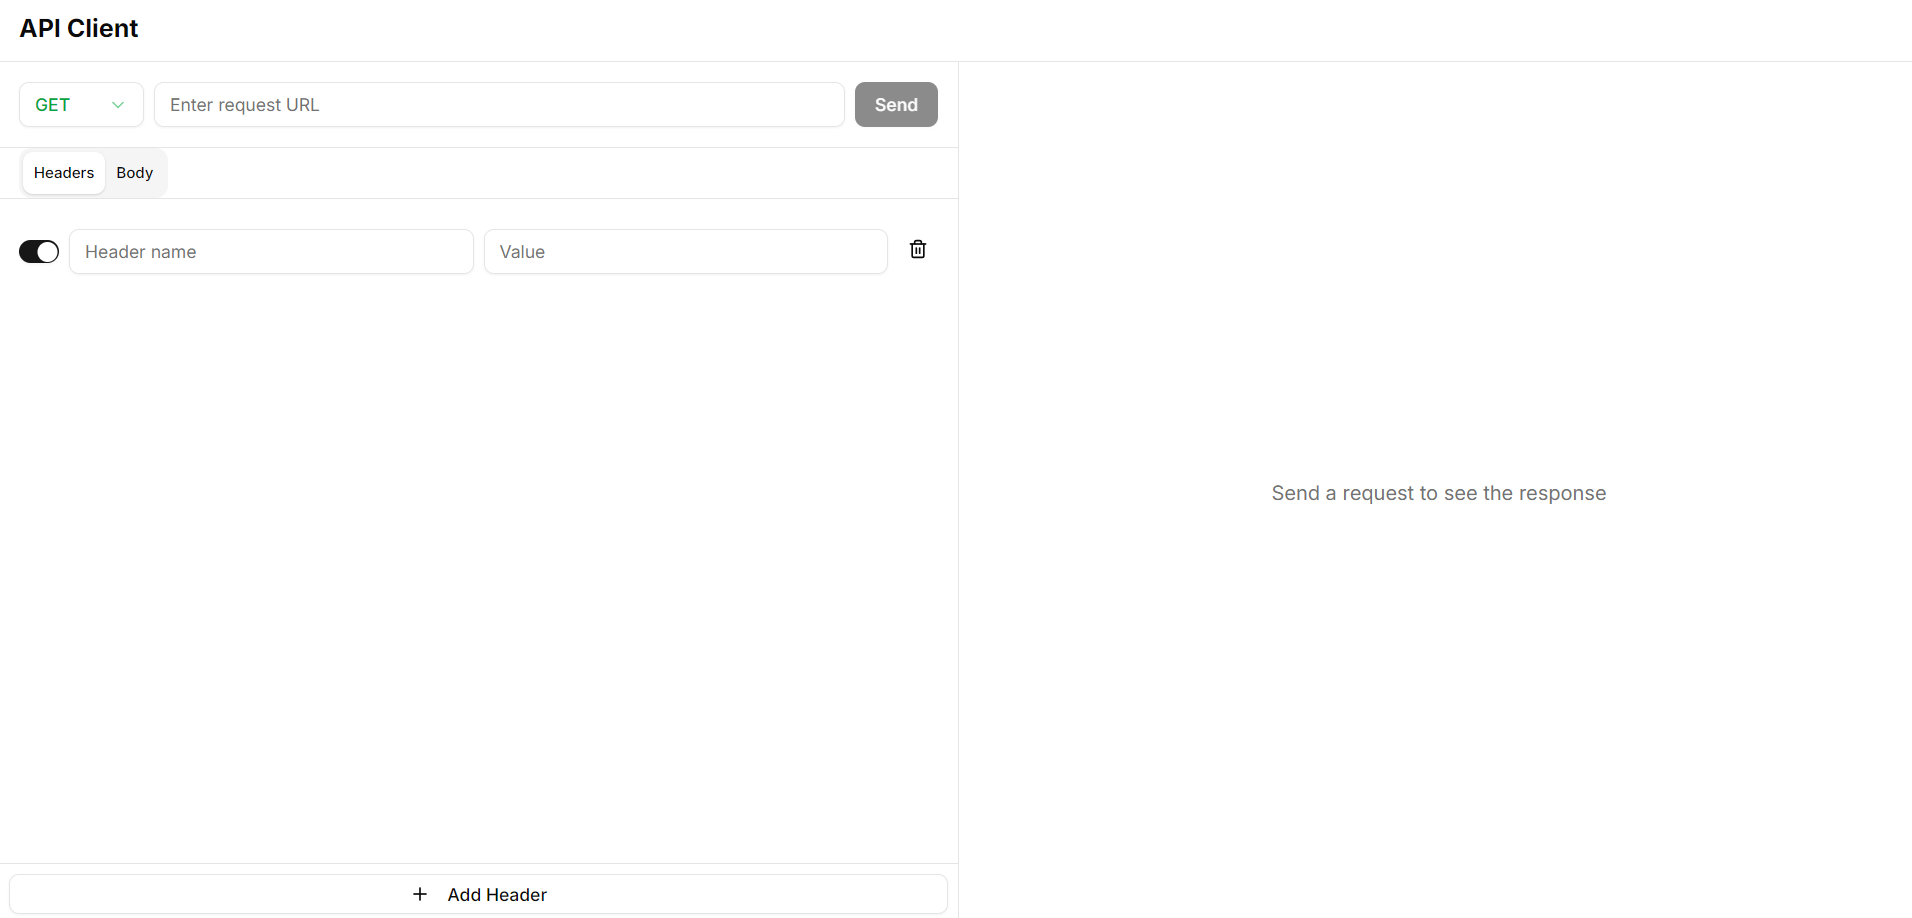 API Client
GET Enter request URL Send
Headers Body
Header name Value
Send a request to see the response
Add Header